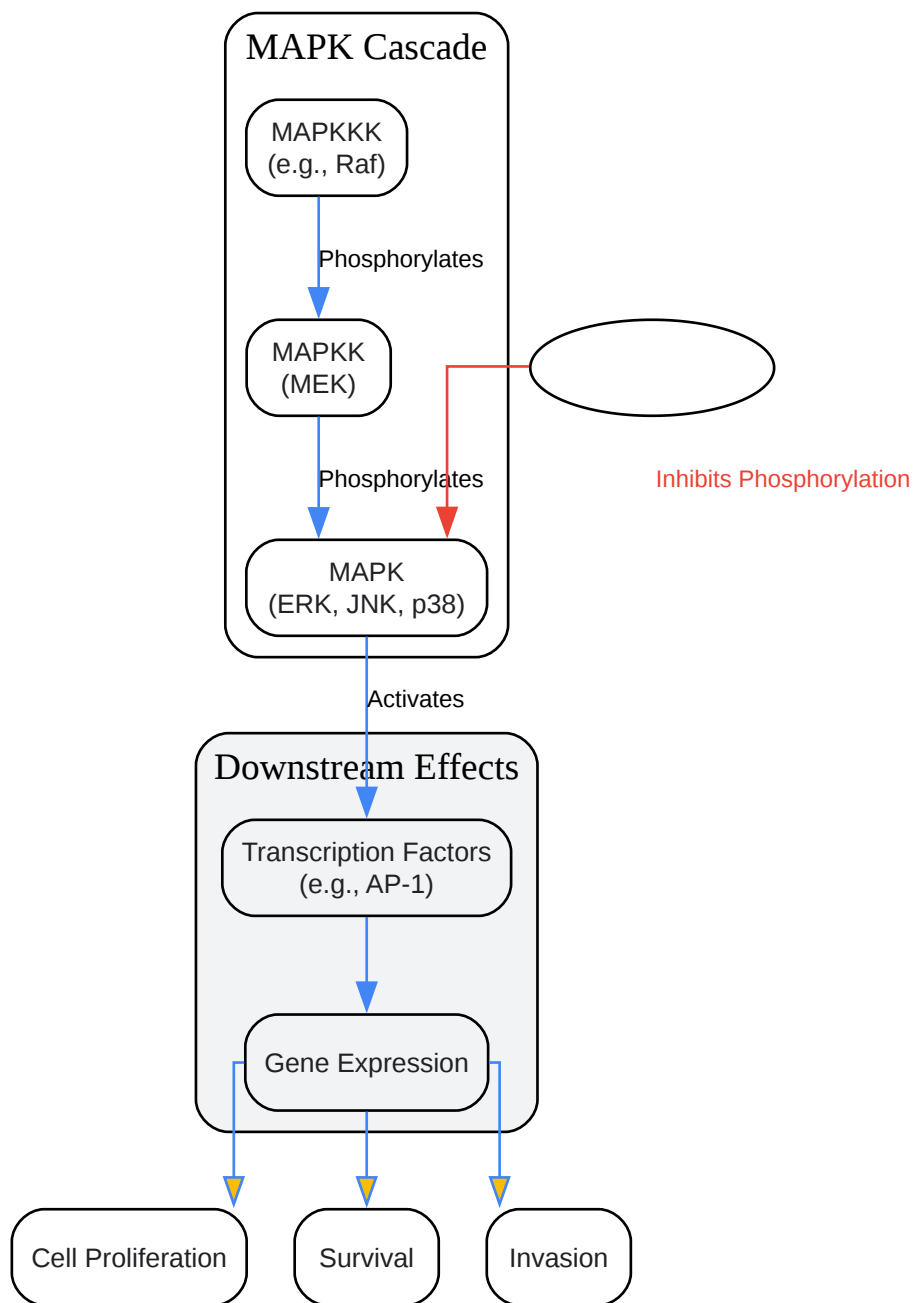 MAPK Cascade
MAPKKK
(e.g., Raf)
Phosphorylates
MAPKK
(MEK)
Phosphorylates
Inhibits Phosphorylation
MAPK
(ERK, JNK, p38)
Activates
Downstream Effects
Transcription Factors
(e.g., AP-1)
Gene Expression
Cell Proliferation
Survival
Invasion